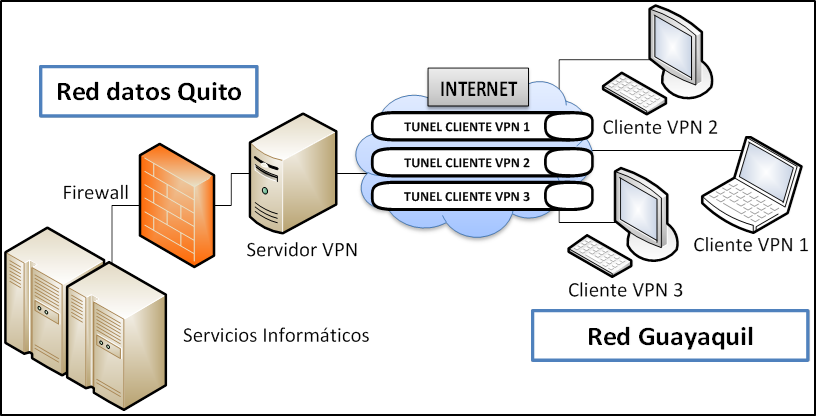 Red datos Quito
INTERNET
TUNEL CLIENTE VPN 1
TUNEL CLIENTE VPN 2
TUNEL CLIENTE VPN 3
Cliente VPN 2
Firewall
Servidor VPN
Cliente VPN 1
Cliente VPN 3
Servicios Informáticos
Red Guayaquil